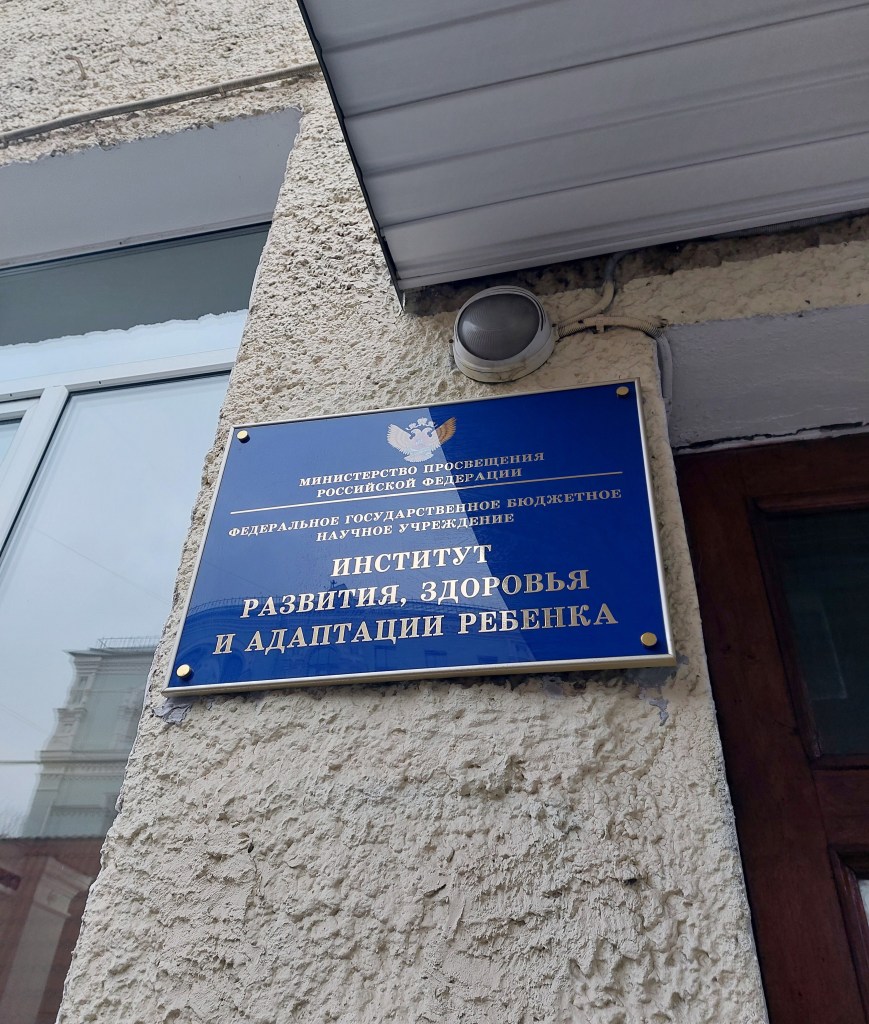 МИНИСТЕРСТВО ПРОСВЕЩЕНИЯ
РОССИЙСКОЙ ФЕДЕРАЦИИ
ФЕДЕРАЛЬНОЕ ГОСУДАРСТВЕННОЕ БЮДЖЕТНОЕ
НАУЧНОЕ УЧРЕЖДЕНИЕ
ИНСТИТУТ
РАЗВИТИЯ, ЗДОРОВЬЯ
И АДАПТАЦИИ РЕБЕНКА